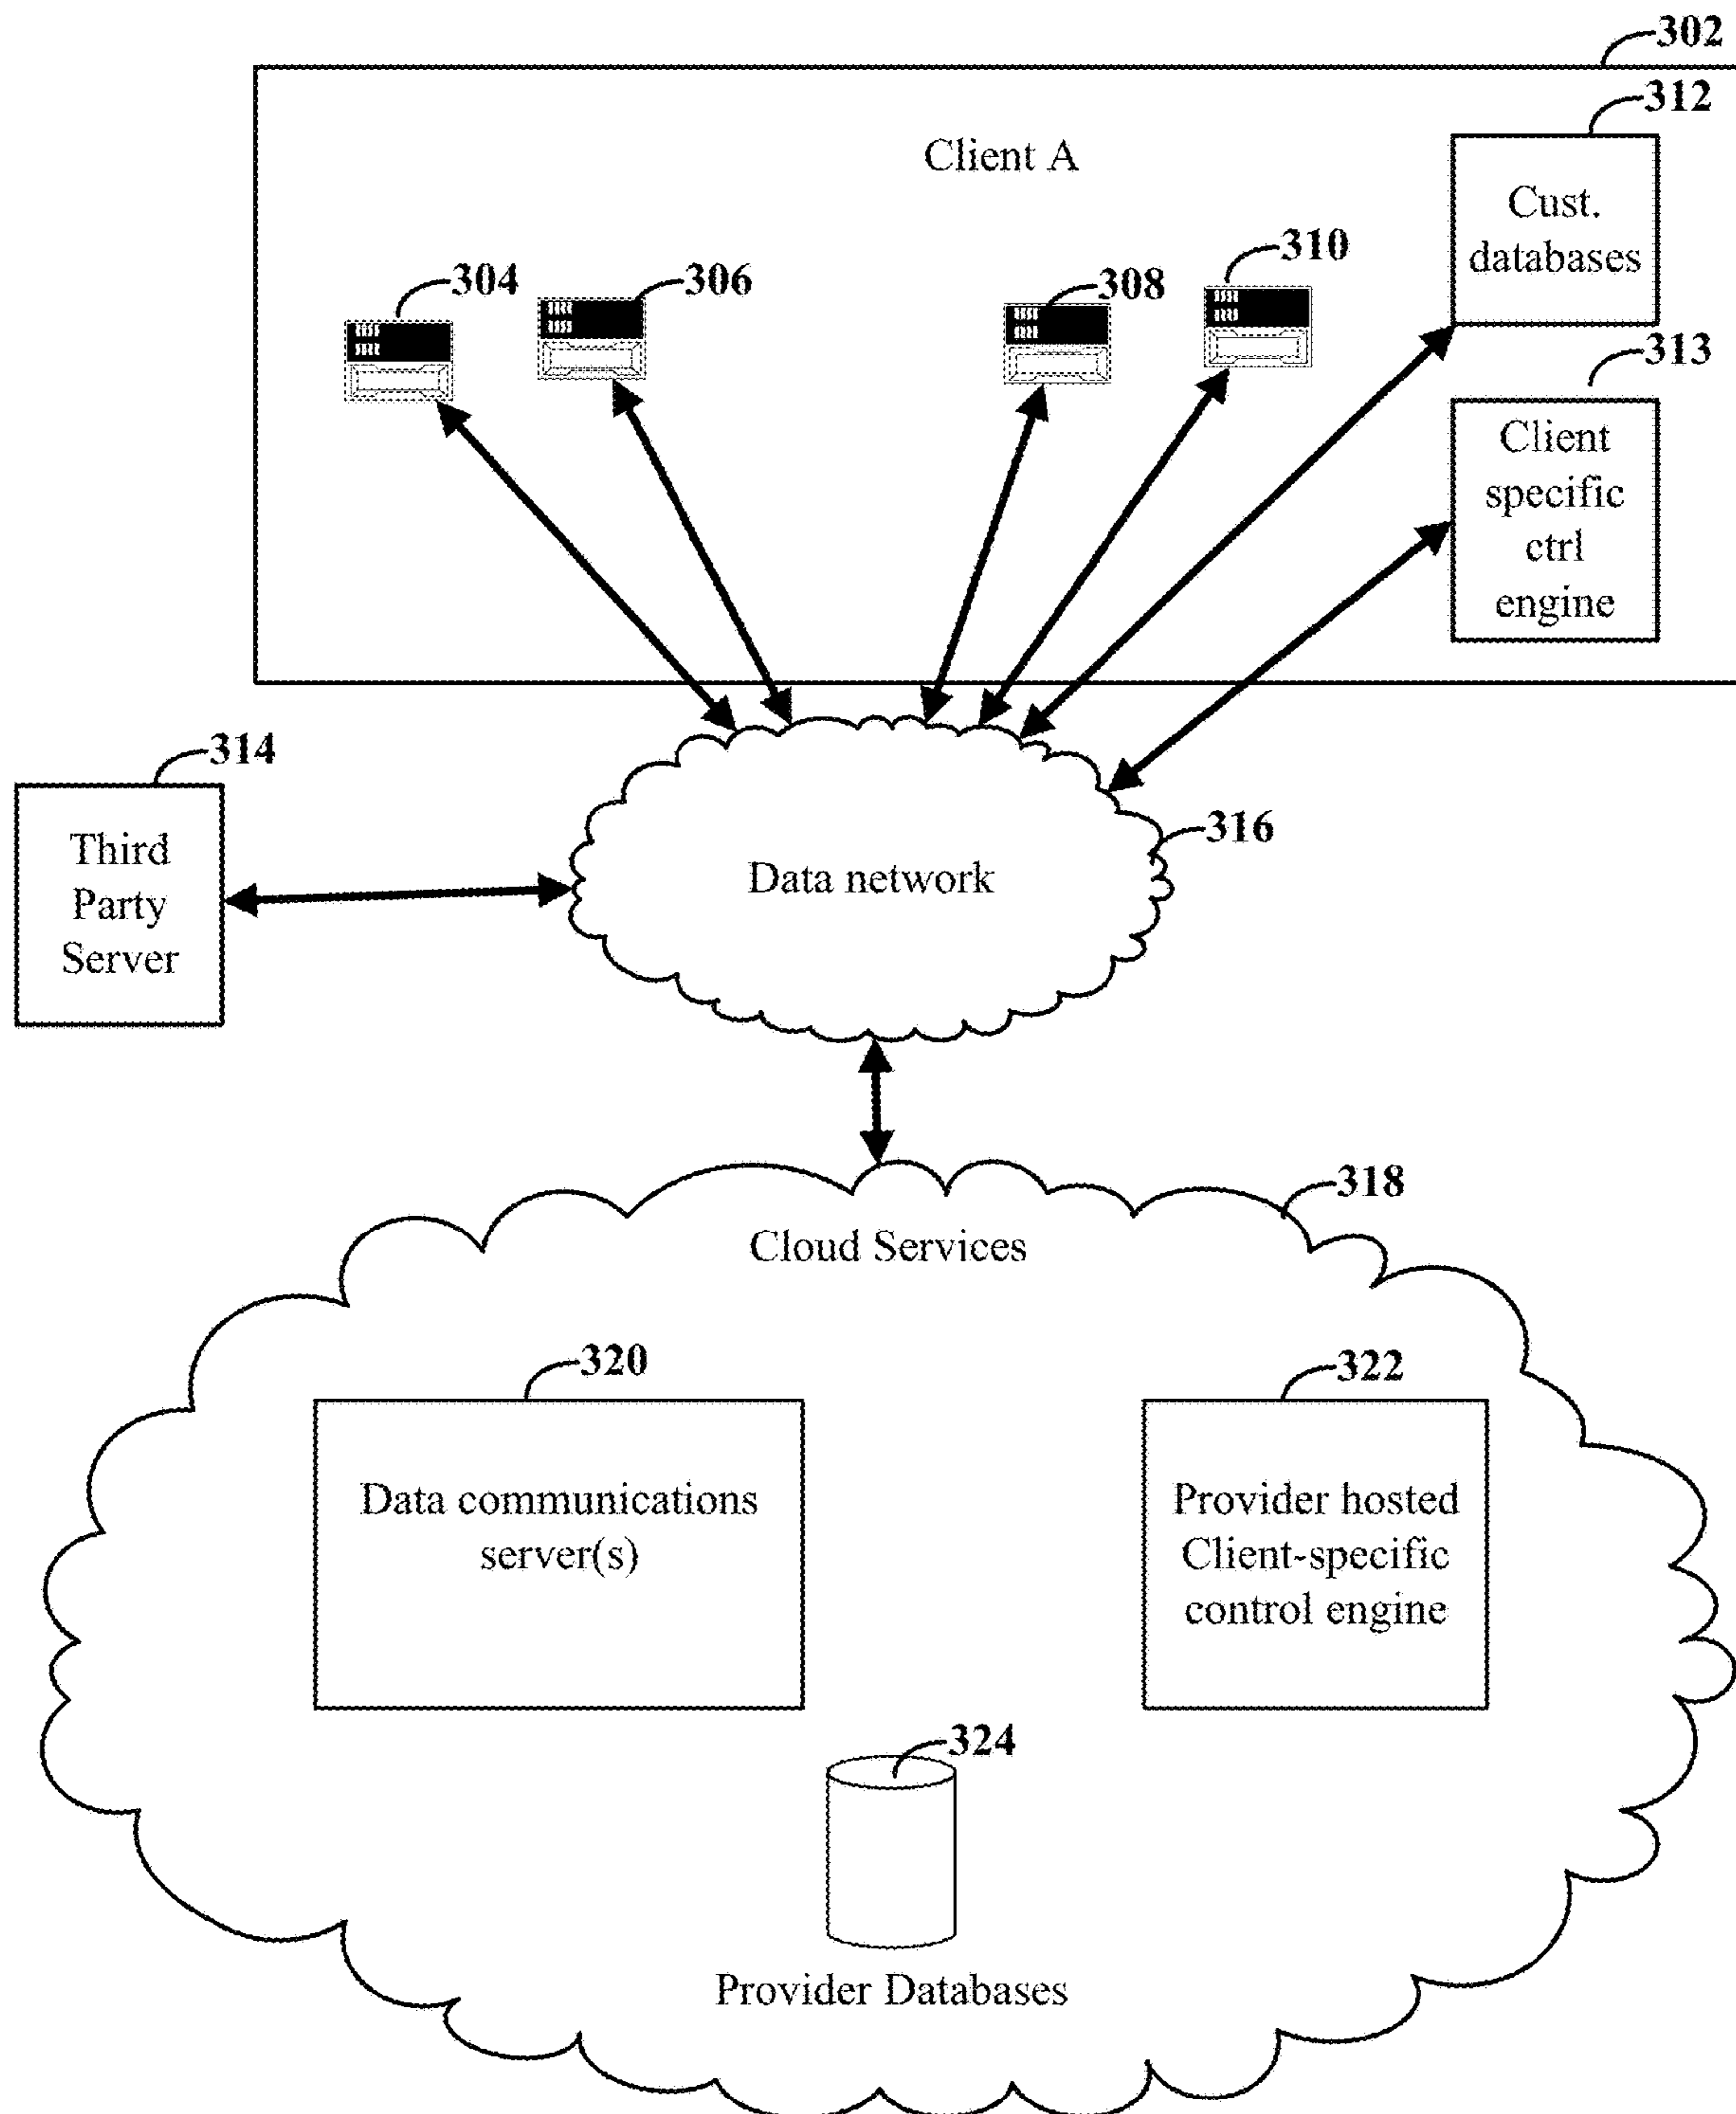 302
312
Client A
Cust.
databases
304
306
308
310
313
Client
specific
ctrl
engine
314
Third
Party
Server
316
Data network
318
Cloud Services
320
322
Data communications
server(s)
Provider hosted
Client-specific
control engine
324
Provider Databases